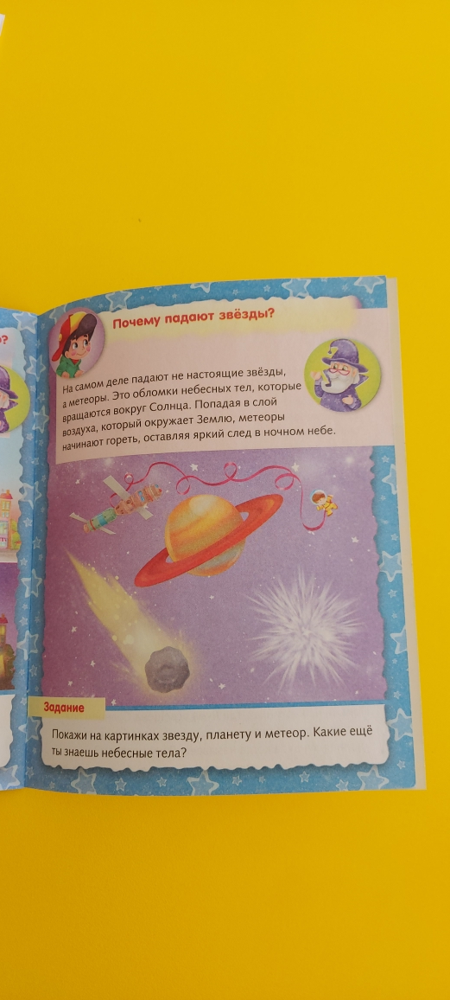 Почему падают звёзды?
На самом деле падают не настоящие звёзды,
а метеоры. Это обломки небесных тел, которые
вращаются вокруг Солнца. Попадая в слой
воздуха, который окружает Землю, метеоры
начинают гореть, оставляя яркий след в ночном небе.
Задание
Покажи на картинках звезду, планету и метеор. Какие ещё
ты знаешь небесные тела?